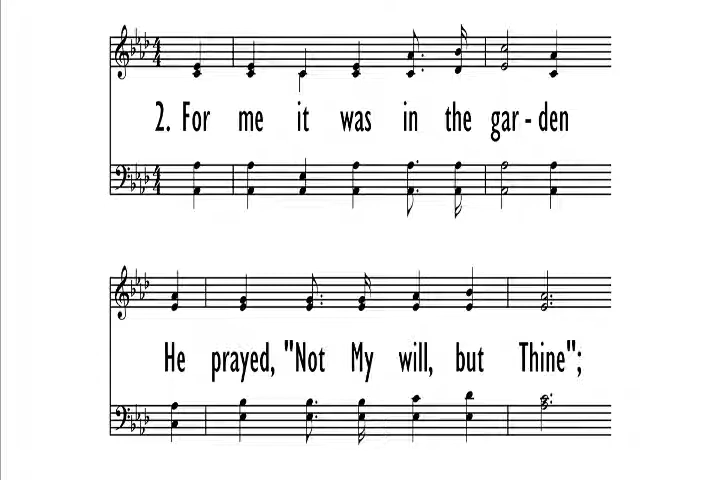 2. For me it was in the gar - den
He prayed, "Not My will, but Thine";